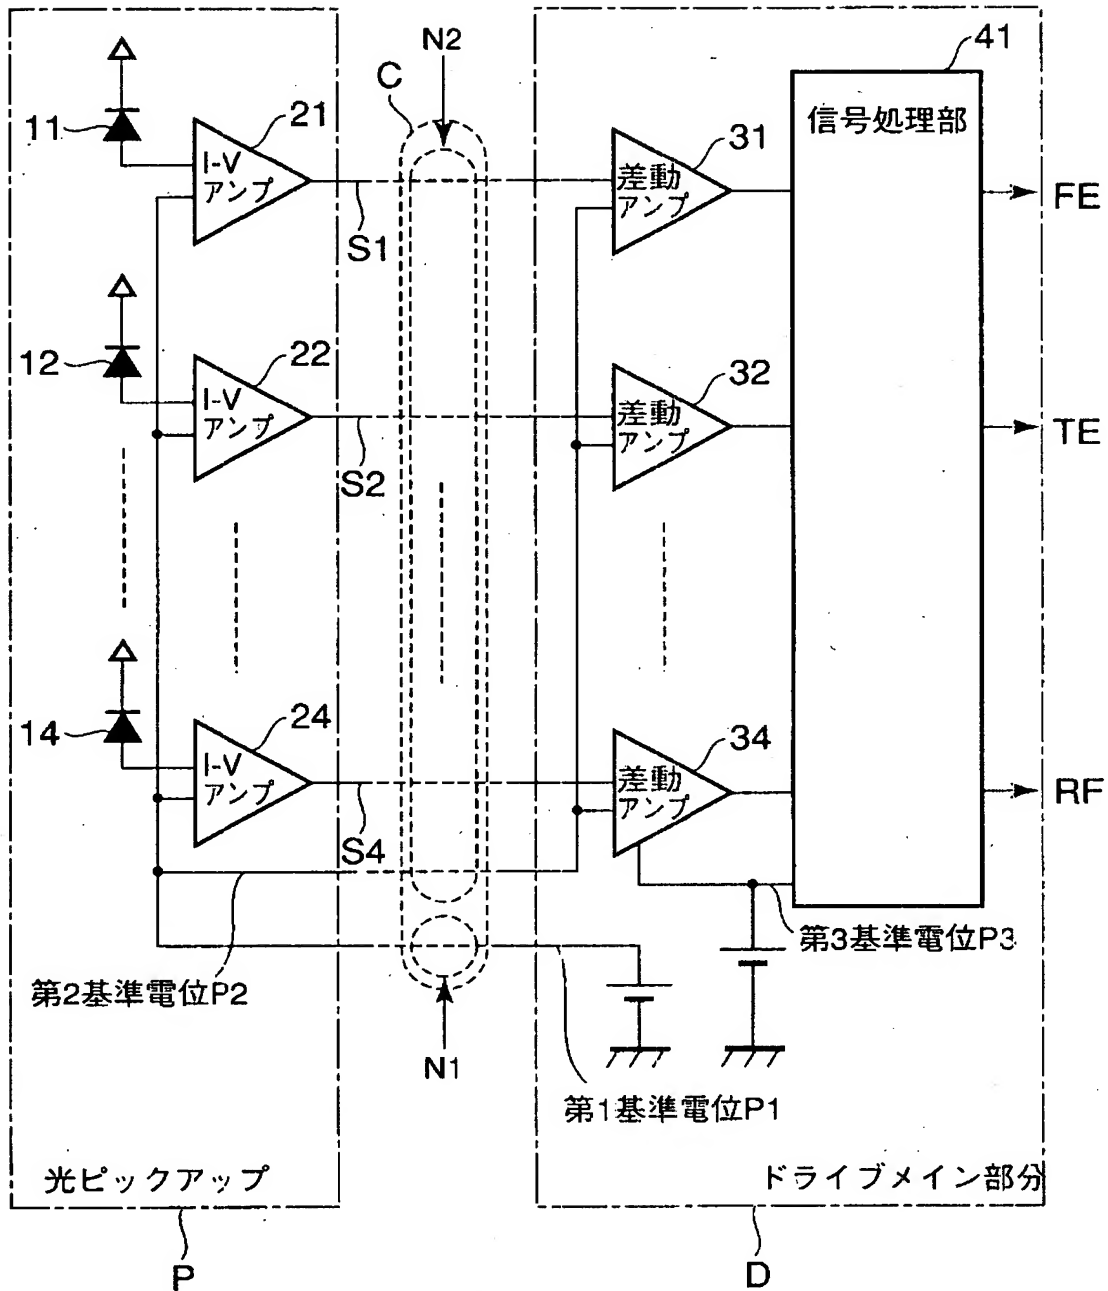 N2
41
C
11
21
信号処理部
31
I-V
アンプ
差動
アンプ
FE
S1
12
22
32
I-V
アンプ
差動
アンプ
TE
S2
14
24
34
I-V
アンプ
差動
アンプ
RF
S4
第3基準電位P3
第2基準電位P2
N1
第1基準電位P1
光ピックアップ
ドライブメイン部分
P
D